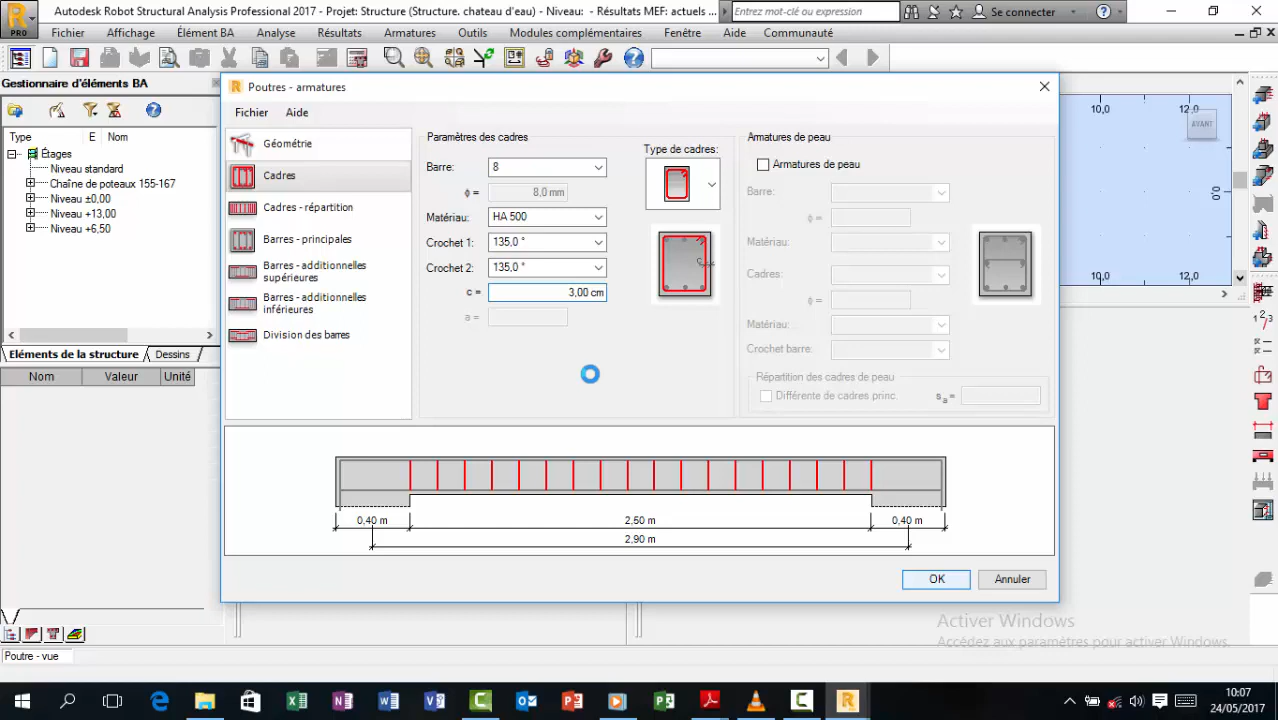 Autodesk Robot Structural Analysis Professional 2017 - Projet: Structure (Structure, chateau d'eau) - Niveau:  - Résultats MEF: actuels ...
Entrez mot-clé ou expression
Se connecter
PRO
Fichier Affichage Élément BA Analyse Résultats Armatures Outils Modules complémentaires Fenêtre Aide Communauté
Gestionnaire d'éléments BA
Type E Nom
Étages
Niveau standard
Chaîne de poteaux 155-167
Niveau ±0,00
Niveau +13,00
Niveau +6,50
Eléments de la structure Dessins
Nom Valeur Unité
Poutre - vue
Poutres - armatures
Fichier Aide
Géométrie
Cadres
Cadres - répartition
Barres - principales
Barres - additionnelles
supérieures
Barres - additionnelles
inférieures
Division des barres
Paramètres des cadres
Barre: 8
ϕ = 8,0 mm
Matériau: HA 500
Crochet 1: 135,0 °
Crochet 2: 135,0 °
c = 3,00 cm
a =
Type de cadres:
Armatures de peau
Armatures de peau
Barre:
ϕ =
Matériau:
Cadres:
ϕ =
Matériau:
Crochet barre:
Répartition des cadres de peau
Différente de cadres princ.
sa =
0,40 m 2,50 m 0,40 m
2,90 m
OK Annuler
10,0 12,0
AVANT
0,0
10,0 12,0
Activer Windows
Accédez aux paramètres pour activer Windows.
10:07
24/05/2017